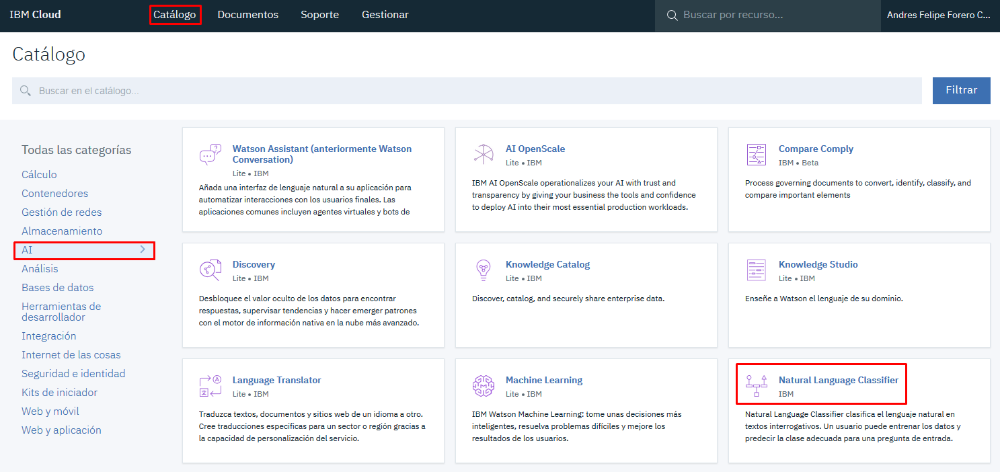 IBM Cloud
Catálogo
Documentos
Soporte
Gestionar
Buscar por recurso...
Andres Felipe Forero C...
Catálogo
Buscar en el catálogo...
Filtrar
Todas las categorías
Cálculo
Contenedores
Gestión de redes
Almacenamiento
AI
Análisis
Bases de datos
Herramientas de
desarrollador
Integración
Internet de las cosas
Seguridad e identidad
Kits de iniciador
Web y móvil
Web y aplicación
Watson Assistant (anteriormente Watson
Conversation)
Lite • IBM
Añada una interfaz de lenguaje natural a su aplicación para
automatizar interacciones con los usuarios finales. Las
aplicaciones comunes incluyen agentes virtuales y bots de
AI OpenScale
Lite • IBM
IBM AI OpenScale operationalizes your AI with trust and
transparency by giving your business the tools and confidence
to deploy AI into their most essential production workloads.
Compare Comply
IBM • Beta
Process governing documents to convert, identify, classify, and
compare important elements
Discovery
Lite • IBM
Desbloquee el valor oculto de los datos para encontrar
respuestas, supervisar tendencias y hacer emerger patrones
con el motor de información nativa en la nube más avanzado.
Knowledge Catalog
Lite • IBM
Discover, catalog, and securely share enterprise data.
Knowledge Studio
Lite • IBM
Enseñe a Watson el lenguaje de su dominio.
Language Translator
Lite • IBM
Traduzca textos, documentos y sitios web de un idioma a otro.
Cree traducciones especificas para un sector o región gracias a
la capacidad de personalización del servicio.
Machine Learning
Lite • IBM
IBM Watson Machine Learning: tome unas decisiones más
inteligentes, resuelva problemas difíciles y mejore los
resultados de los usuarios.
Natural Language Classifier
IBM
Natural Language Classifier clasifica el lenguaje natural en
textos interrogativos. Un usuario puede entrenar los datos y
predecir la clase adecuada para una pregunta de entrada.